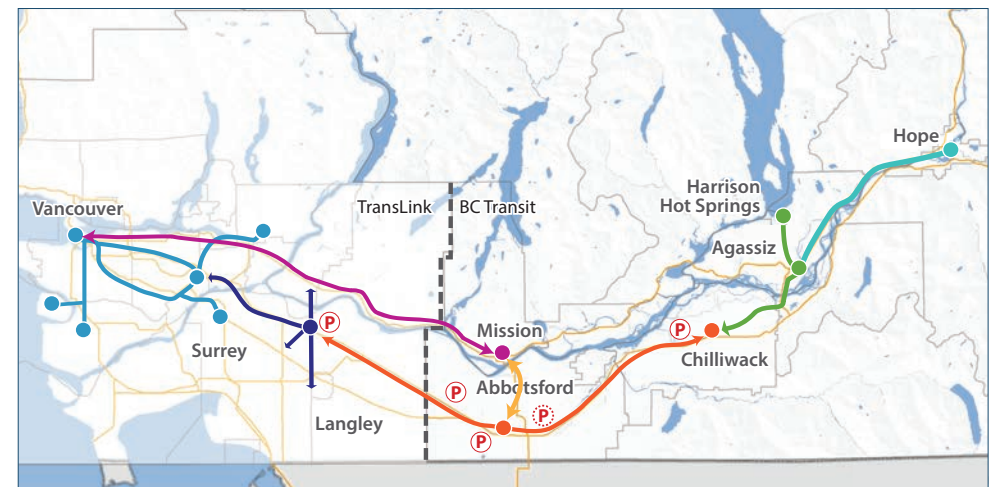 Hope
Harrison
Hot Springs
Vancouver
TransLink
BC Transit
Agassiz
P
Mission
P
Surrey
Chilliwack
Abbotsford
P
P
Langley
P